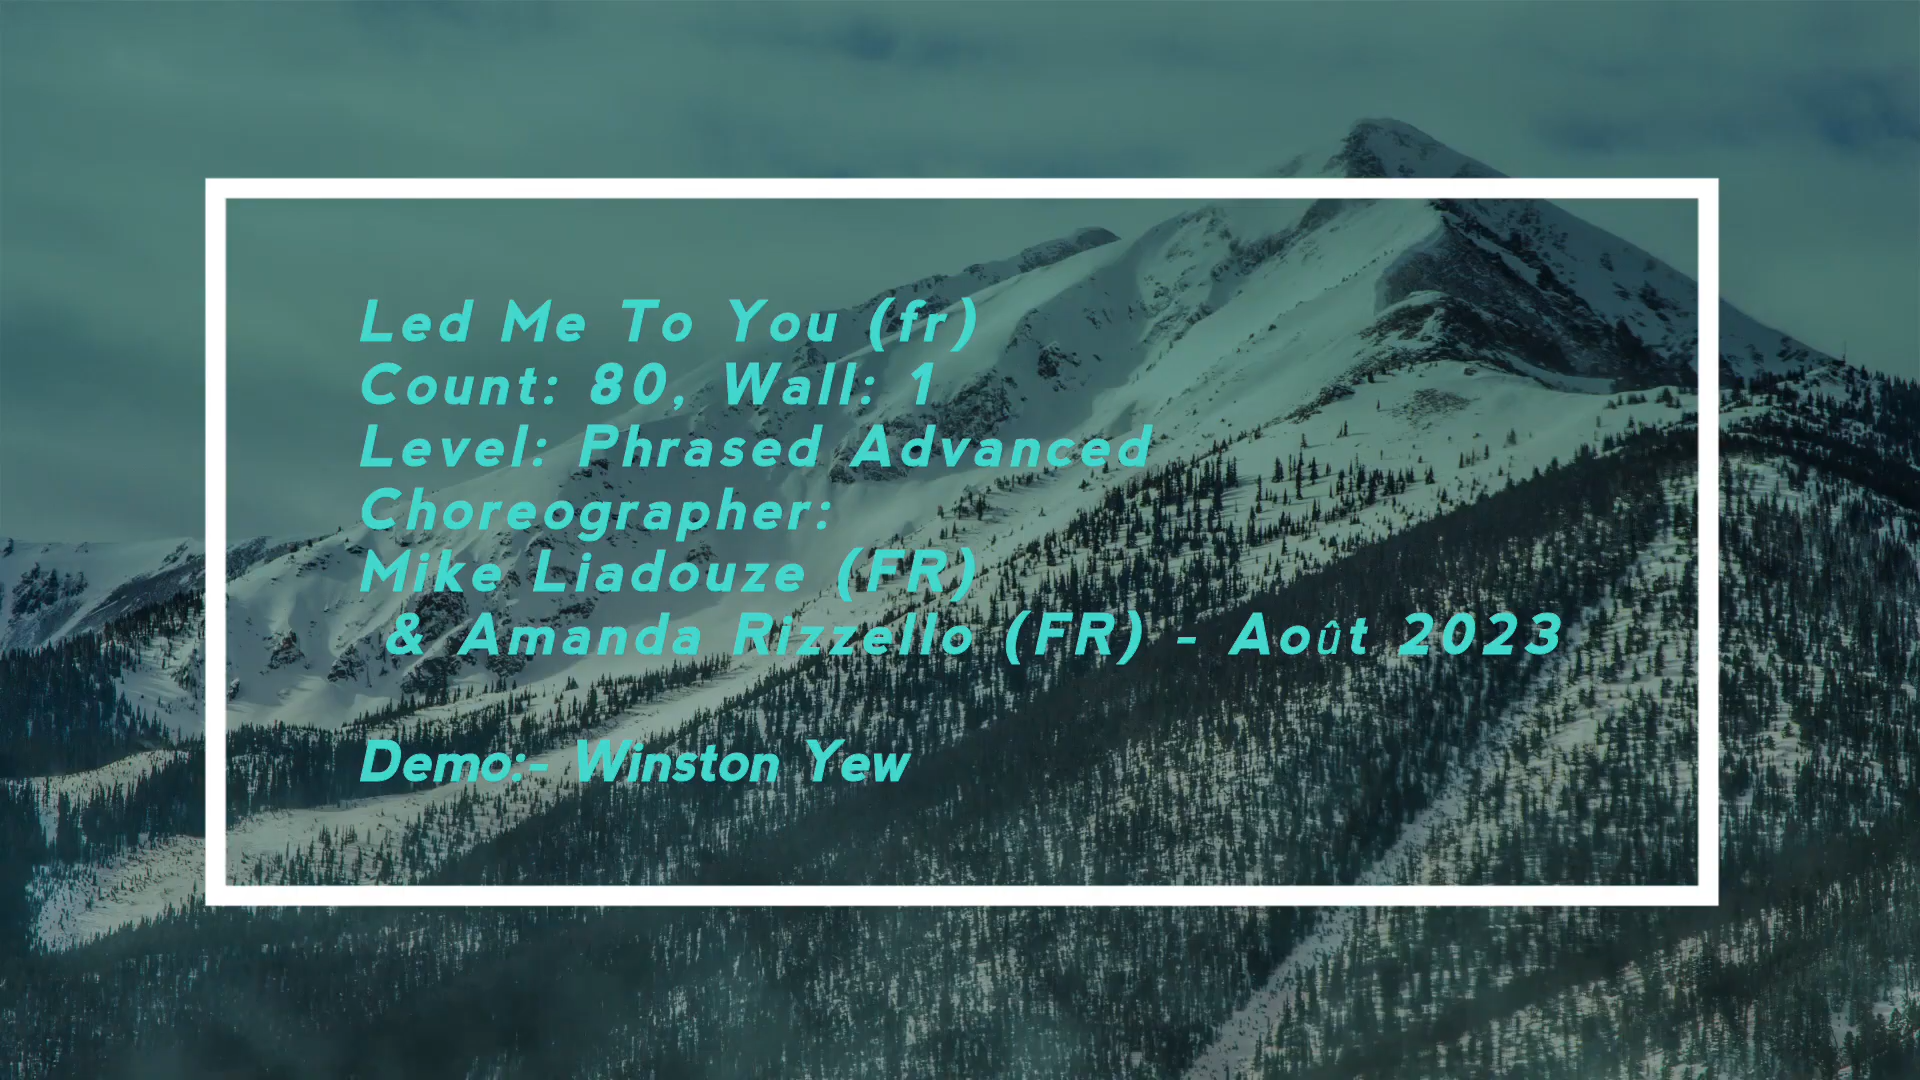 Led Me To You (fr)
Count: 80, Wall: 1
Level: Phrased Advanced
Choreographer:
Mike Liadouze (FR)
& Amanda Rizzello (FR) - Août 2023
Demo:- Winston Yew